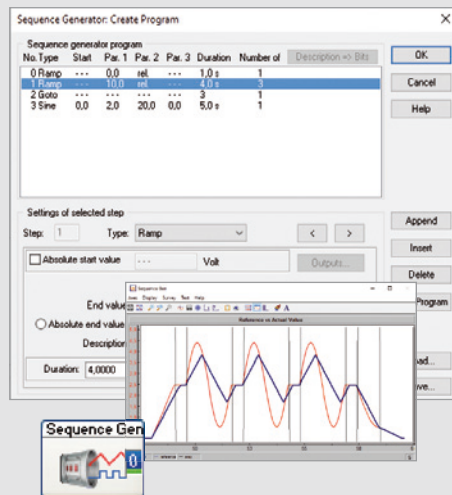 Sequence Generator: Create Program
Sequence generator program
No. Type Start Par. 1 Par. 2 Par. 3 Duration Number of
Description => Bits
0 Ramp - - - 0,0 rel. - - - 1,0 s 1
1 Ramp - - - 10,0 rel. - - - 4,0 s 3
2 Goto - - - - - - - - - - - - 3 1
3 Sine 0,0 2,0 20,0 0,0 5,0 s 1
OK
Cancel
Help
Settings of selected step
Step: 1 Type: Ramp < >
Absolute start value - - - Volt Outputs...
Append
Insert
Delete
Program
End value
Absolute end value
Description
Duration: 4,0000
Reference vs Actual Value
Sequence Gen
0